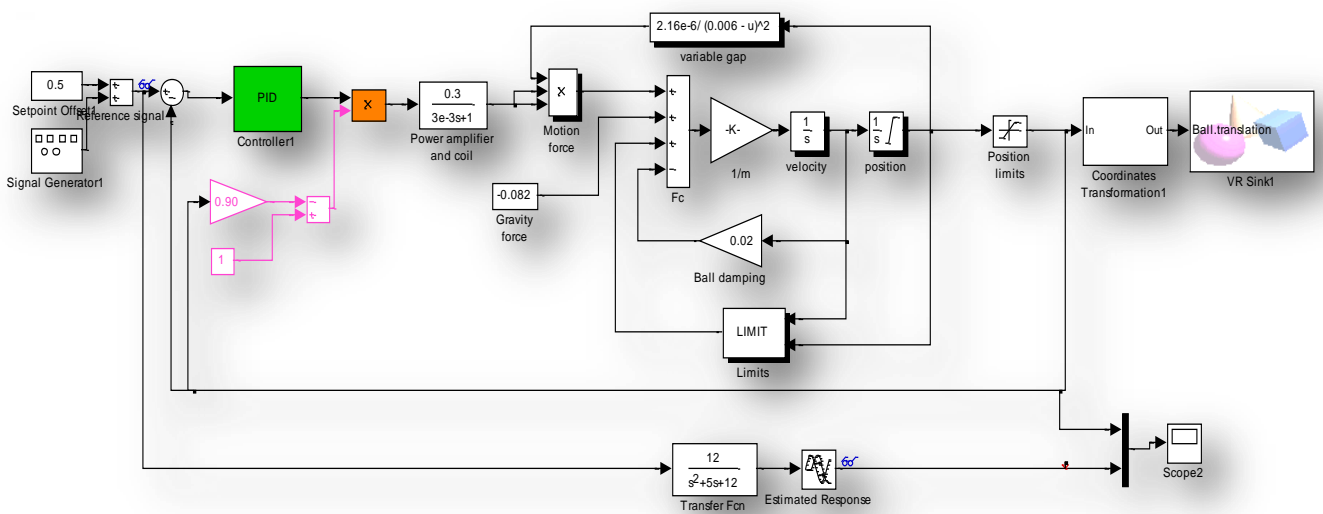 2.16e-6/ (0.006 - u)^2
variable gap
0.5
Setpoint Offset1
+
+
Reference signal
Signal Generator1
+
−
PID
Controller1
x
0.3
3e-3s+1
Power amplifier
and coil
x
Motion
force
+
+
+
−
Fc
-K-
1/m
1
s
velocity
1
s
position
Position
limits
In
Out
Coordinates
Transformation1
Ball.translation
VR Sink1
0.90
−
+
1
-0.082
Gravity
force
0.02
Ball damping
LIMIT
Limits
12
s2+5s+12
Transfer Fcn
Estimated Response
Scope2